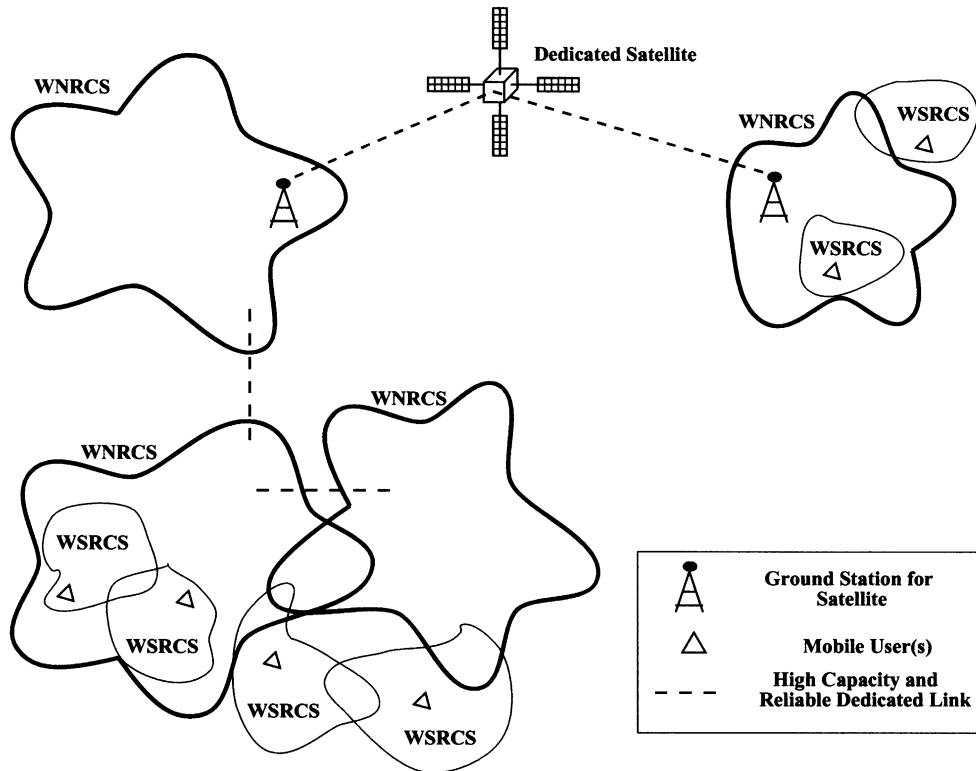 Dedicated Satellite
WNRCS
WNRCS
WSRCS
WSRCS
WNRCS
WNRCS
WSRCS
WSRCS
WSRCS
WSRCS
Ground Station for
Satellite
Mobile User(s)
High Capacity and
Reliable Dedicated Link